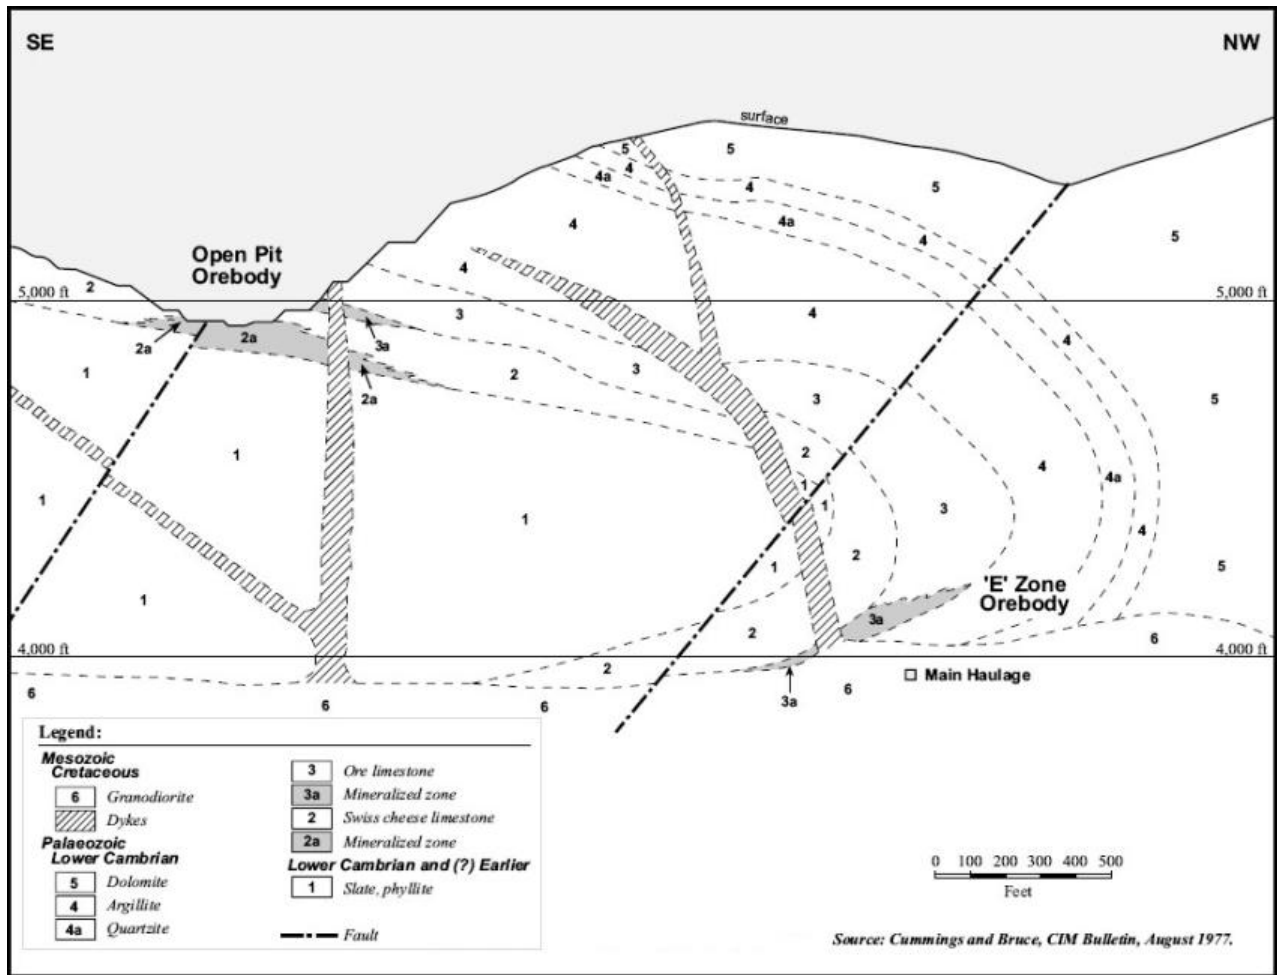 SE
NW
surface
5
5
4
4a
4
5
4a
4
4
5
Open Pit
Orebody
4
2
5,000 ft
5,000 ft
3
4
2a
2a
3a
4
1
2
3
2a
3
5
1
2
4
4a
1
1
1
1
3
4
2
1
5
1
'E' Zone
Orebody
3a
2
6
4,000 ft
4,000 ft
2
Main Haulage
6
6
3a
6
6
Legend:
Mesozoic
Cretaceous
6 Granodiorite
Dykes
Palaeozoic
Lower Cambrian
5 Dolomite
4 Argillite
4a Quartzite
3 Ore limestone
3a Mineralized zone
2 Swiss cheese limestone
2a Mineralized zone
Lower Cambrian and (?) Earlier
1 Slate, phyllite
Fault
0 100 200 300 400 500
Feet
Source: Cummings and Bruce, CIM Bulletin, August 1977.